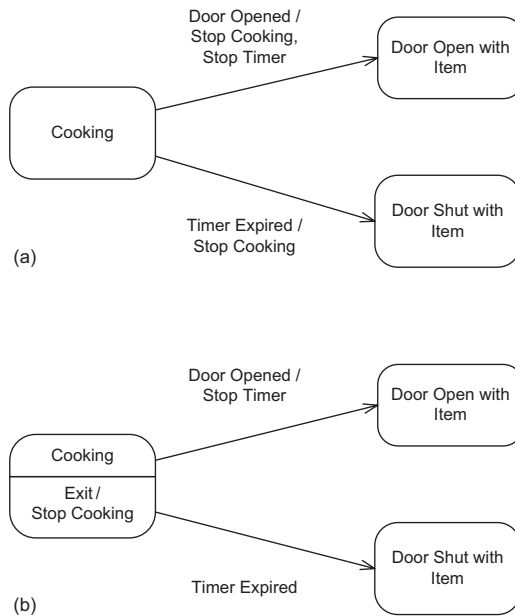 Door Opened /
Stop Cooking,
Stop Timer
Door Open with
Item
Cooking
Timer Expired /
Stop Cooking
Door Shut with
Item
(a)
Door Opened /
Stop Timer
Door Open with
Item
Cooking
Exit /
Stop Cooking
Timer Expired
Door Shut with
Item
(b)